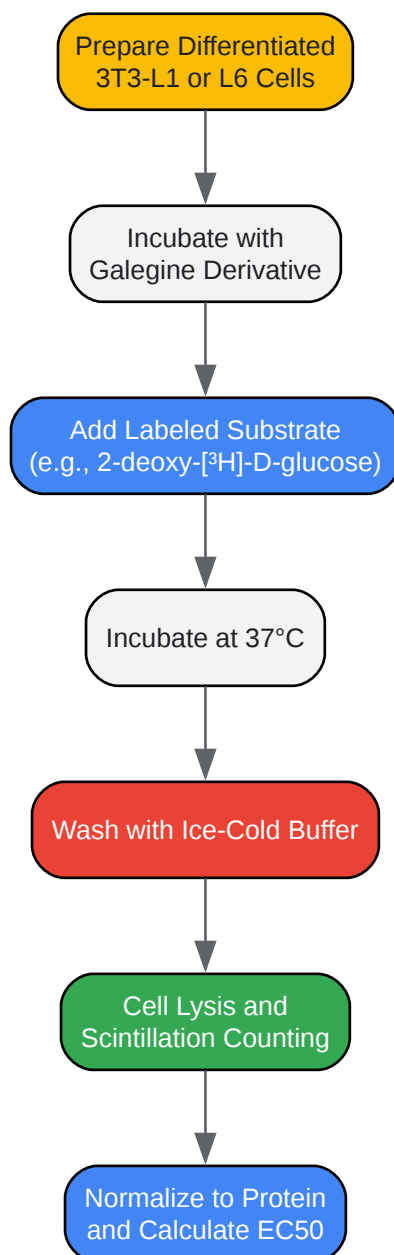 Prepare Differentiated
3T3-L1 or L6 Cells
Incubate with
Galegine Derivative
Add Labeled Substrate
(e.g., 2-deoxy-[³H]-D-glucose)
Incubate at 37°C
Wash with Ice-Cold Buffer
Cell Lysis and
Scintillation Counting
Normalize to Protein
and Calculate EC50